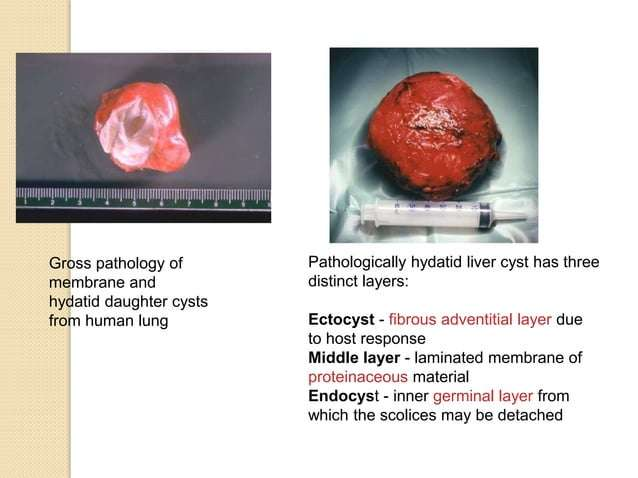 Gross pathology of
membrane and
hydatid daughter cysts
from human lung
Pathologically hydatid liver cyst has three
distinct layers:
Ectocyst - fibrous adventitial layer due
to host response
Middle layer - laminated membrane of
proteinaceous material
Endocyst - inner germinal layer from
which the scolices may be detached